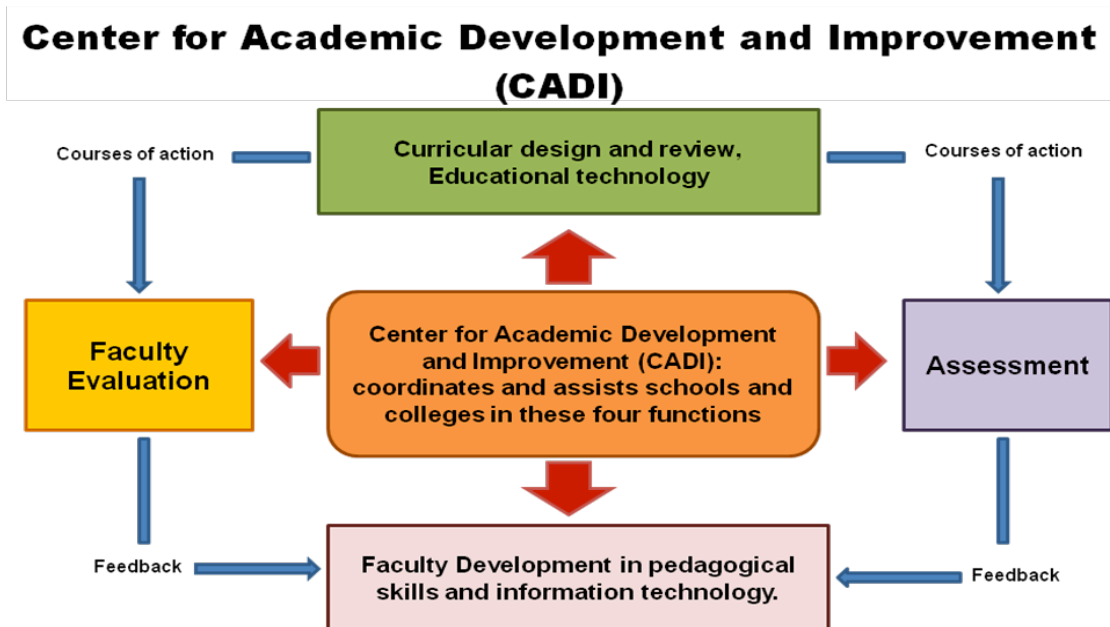 Center for Academic Development and Improvement
(CADI)
Courses of action
Curricular design and review,
Educational technology
Courses of action
Faculty
Evaluation
Center for Academic Development
and Improvement (CADI):
coordinates and assists schools and
colleges in these four functions
Assessment
Feedback
Faculty Development in pedagogical
skills and information technology.
Feedback